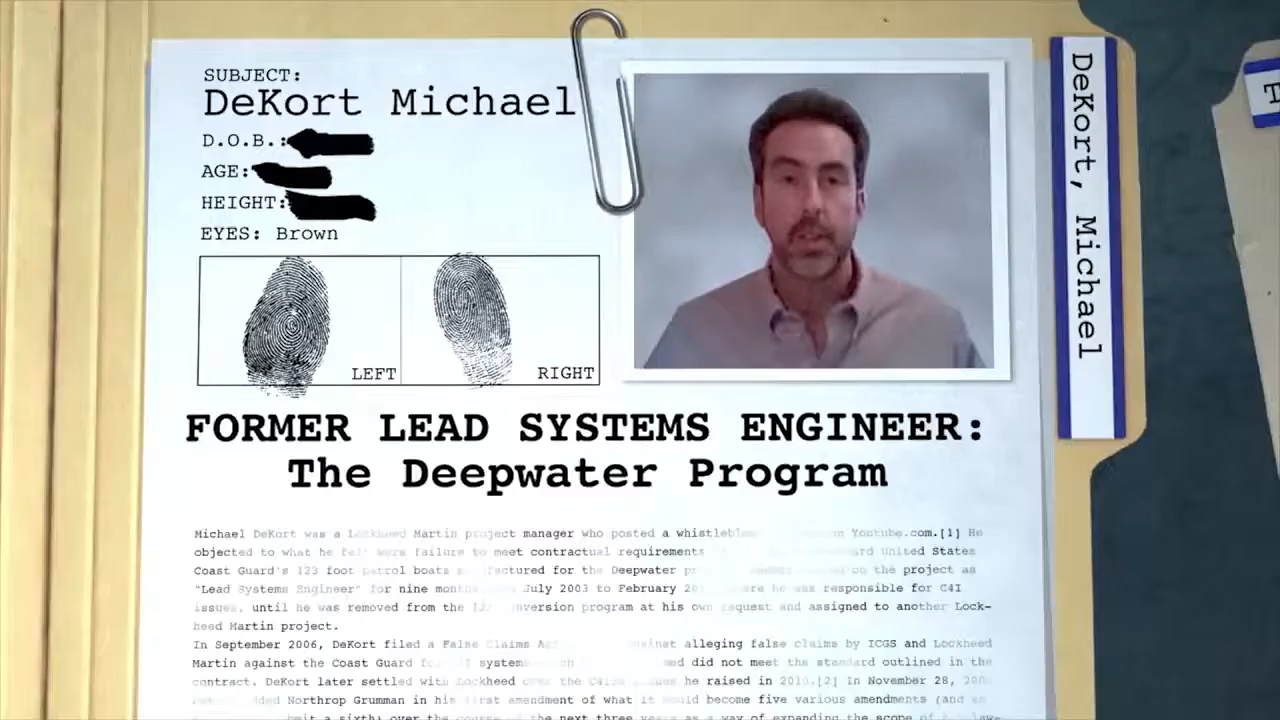 SUBJECT:
DeKort Michael
D.O.B.:
AGE:
HEIGHT:
EYES: Brown
LEFT
RIGHT
FORMER LEAD SYSTEMS ENGINEER:
The Deepwater Program
Michael DeKort was a Lockheed Martin project manager who posted a on Youtube.com.[1] He
objected to what he felt were failure to meet contractual requirements United States
Coast Guard's 123 foot patrol boats for the Deepwater on the project as
"Lead Systems Engineer" for nine July 2003 to February he was responsible for C4I
issues, until he was removed from the program at his own request and assigned to another Lock-
heed Martin project.
In September 2006, DeKort filed a False Claims alleging false claims by ICGS and Lockheed
Martin against the Coast Guard systems did not meet the standard outlined in the
contract. DeKort later settled with Lockheed over the he raised in 2010.[2] In November 28,
Northrop Grumman in his first amendment of what it would become five various amendments (and
a sixth) over the course the next three years as a way of expanding the scope of
DeKort, Michael